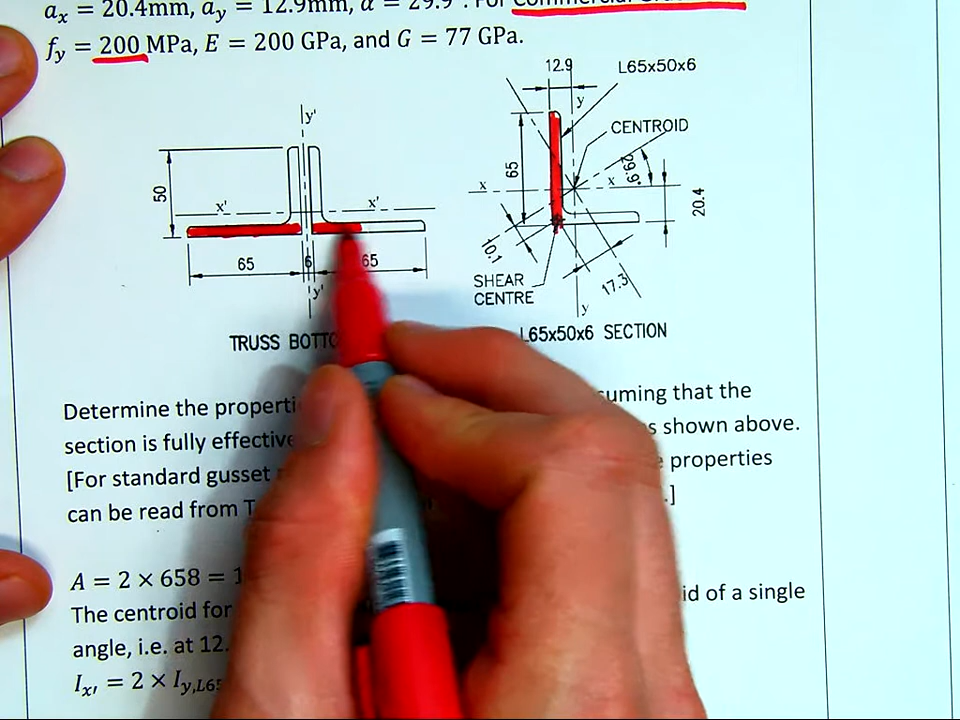 aₓ = 20.4mm, a_y = 12.9mm, α = 29.9°. For
f_y = 200 MPa, E = 200 GPa, and G = 77 GPa.
y'
50
x'
x'
65
6
65
y'
TRUSS BOTTO
12.9
L65x50x6
y
CENTROID
65
29.9°
x
x
20.4
10.1
SHEAR
CENTRE
17.3
y
L65x50x6 SECTION
Determine the properti uming that the
section is fully effective s shown above.
[For standard gusset properties
can be read from T .]
A = 2 × 658 = 1
The centroid for id of a single
angle, i.e. at 12.
I_x′ = 2 × I_y,L65